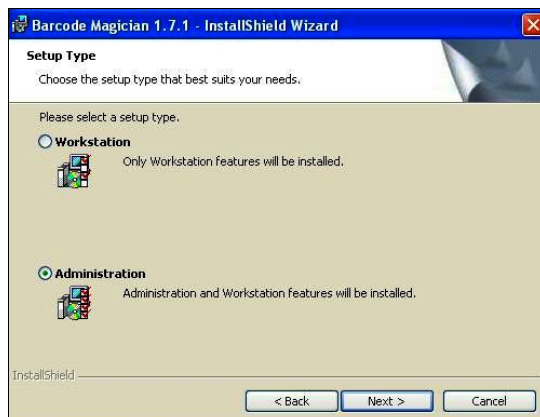 Barcode Magician 1.7.1 - InstallShield Wizard
Setup Type
Choose the setup type that best suits your needs.
Please select a setup type.
Workstation
Only Workstation features will be installed.
Administration
Administration and Workstation features will be installed.
InstallShield
< Back Next > Cancel